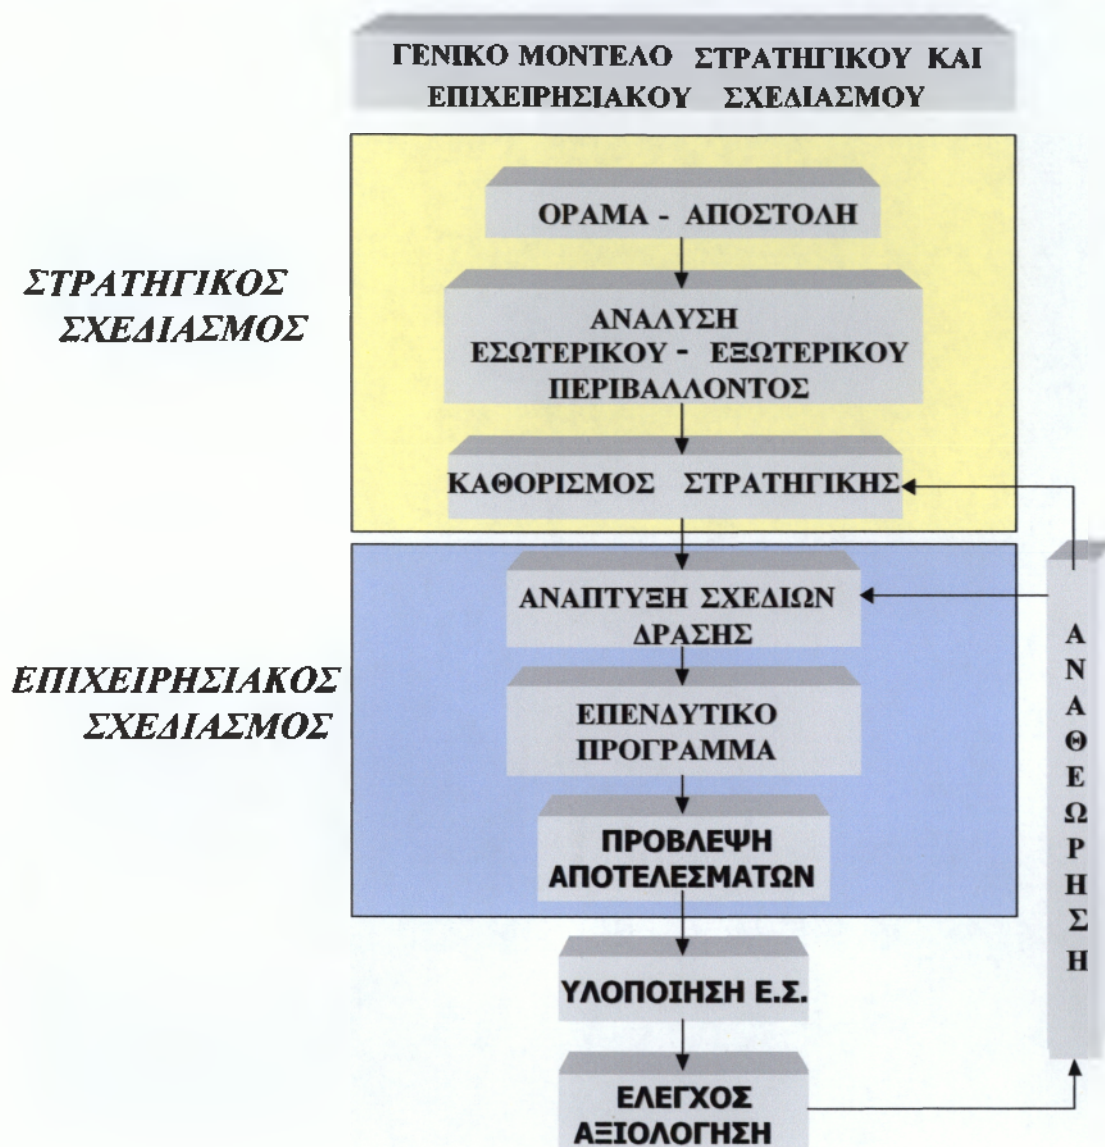 ΓΕΝΙΚΟ ΜΟΝΤΕΛΟ ΣΤΡΑΤΗΓΙΚΟΥ ΚΑΙ
ΕΠΙΧΕΙΡΗΣΙΑΚΟΥ ΣΧΕΔΙΑΣΜΟΥ
ΟΡΑΜΑ - ΑΠΟΣΤΟΛΗ
ΣΤΡΑΤΗΓΙΚΟΣ
ΣΧΕΔΙΑΣΜΟΣ
ΑΝΑΛΥΣΗ
ΕΣΩΤΕΡΙΚΟΥ - ΕΞΩΤΕΡΙΚΟΥ
ΠΕΡΙΒΑΛΛΟΝΤΟΣ
ΚΑΘΟΡΙΣΜΟΣ ΣΤΡΑΤΗΓΙΚΗΣ
ΑΝΑΠΤΥΞΗ ΣΧΕΔΙΩΝ
ΔΡΑΣΗΣ
ΕΠΙΧΕΙΡΗΣΙΑΚΟΣ
ΣΧΕΔΙΑΣΜΟΣ
ΕΠΕΝΔΥΤΙΚΟ
ΠΡΟΓΡΑΜΜΑ
ΠΡΟΒΛΕΨΗ
ΑΠΟΤΕΛΕΣΜΑΤΩΝ
ΥΛΟΠΟΙΗΣΗ Ε.Σ.
ΕΛΕΓΧΟΣ
ΑΞΙΟΛΟΓΗΣΗ
ΑΝΑΘΕΩΡΗΣΗ